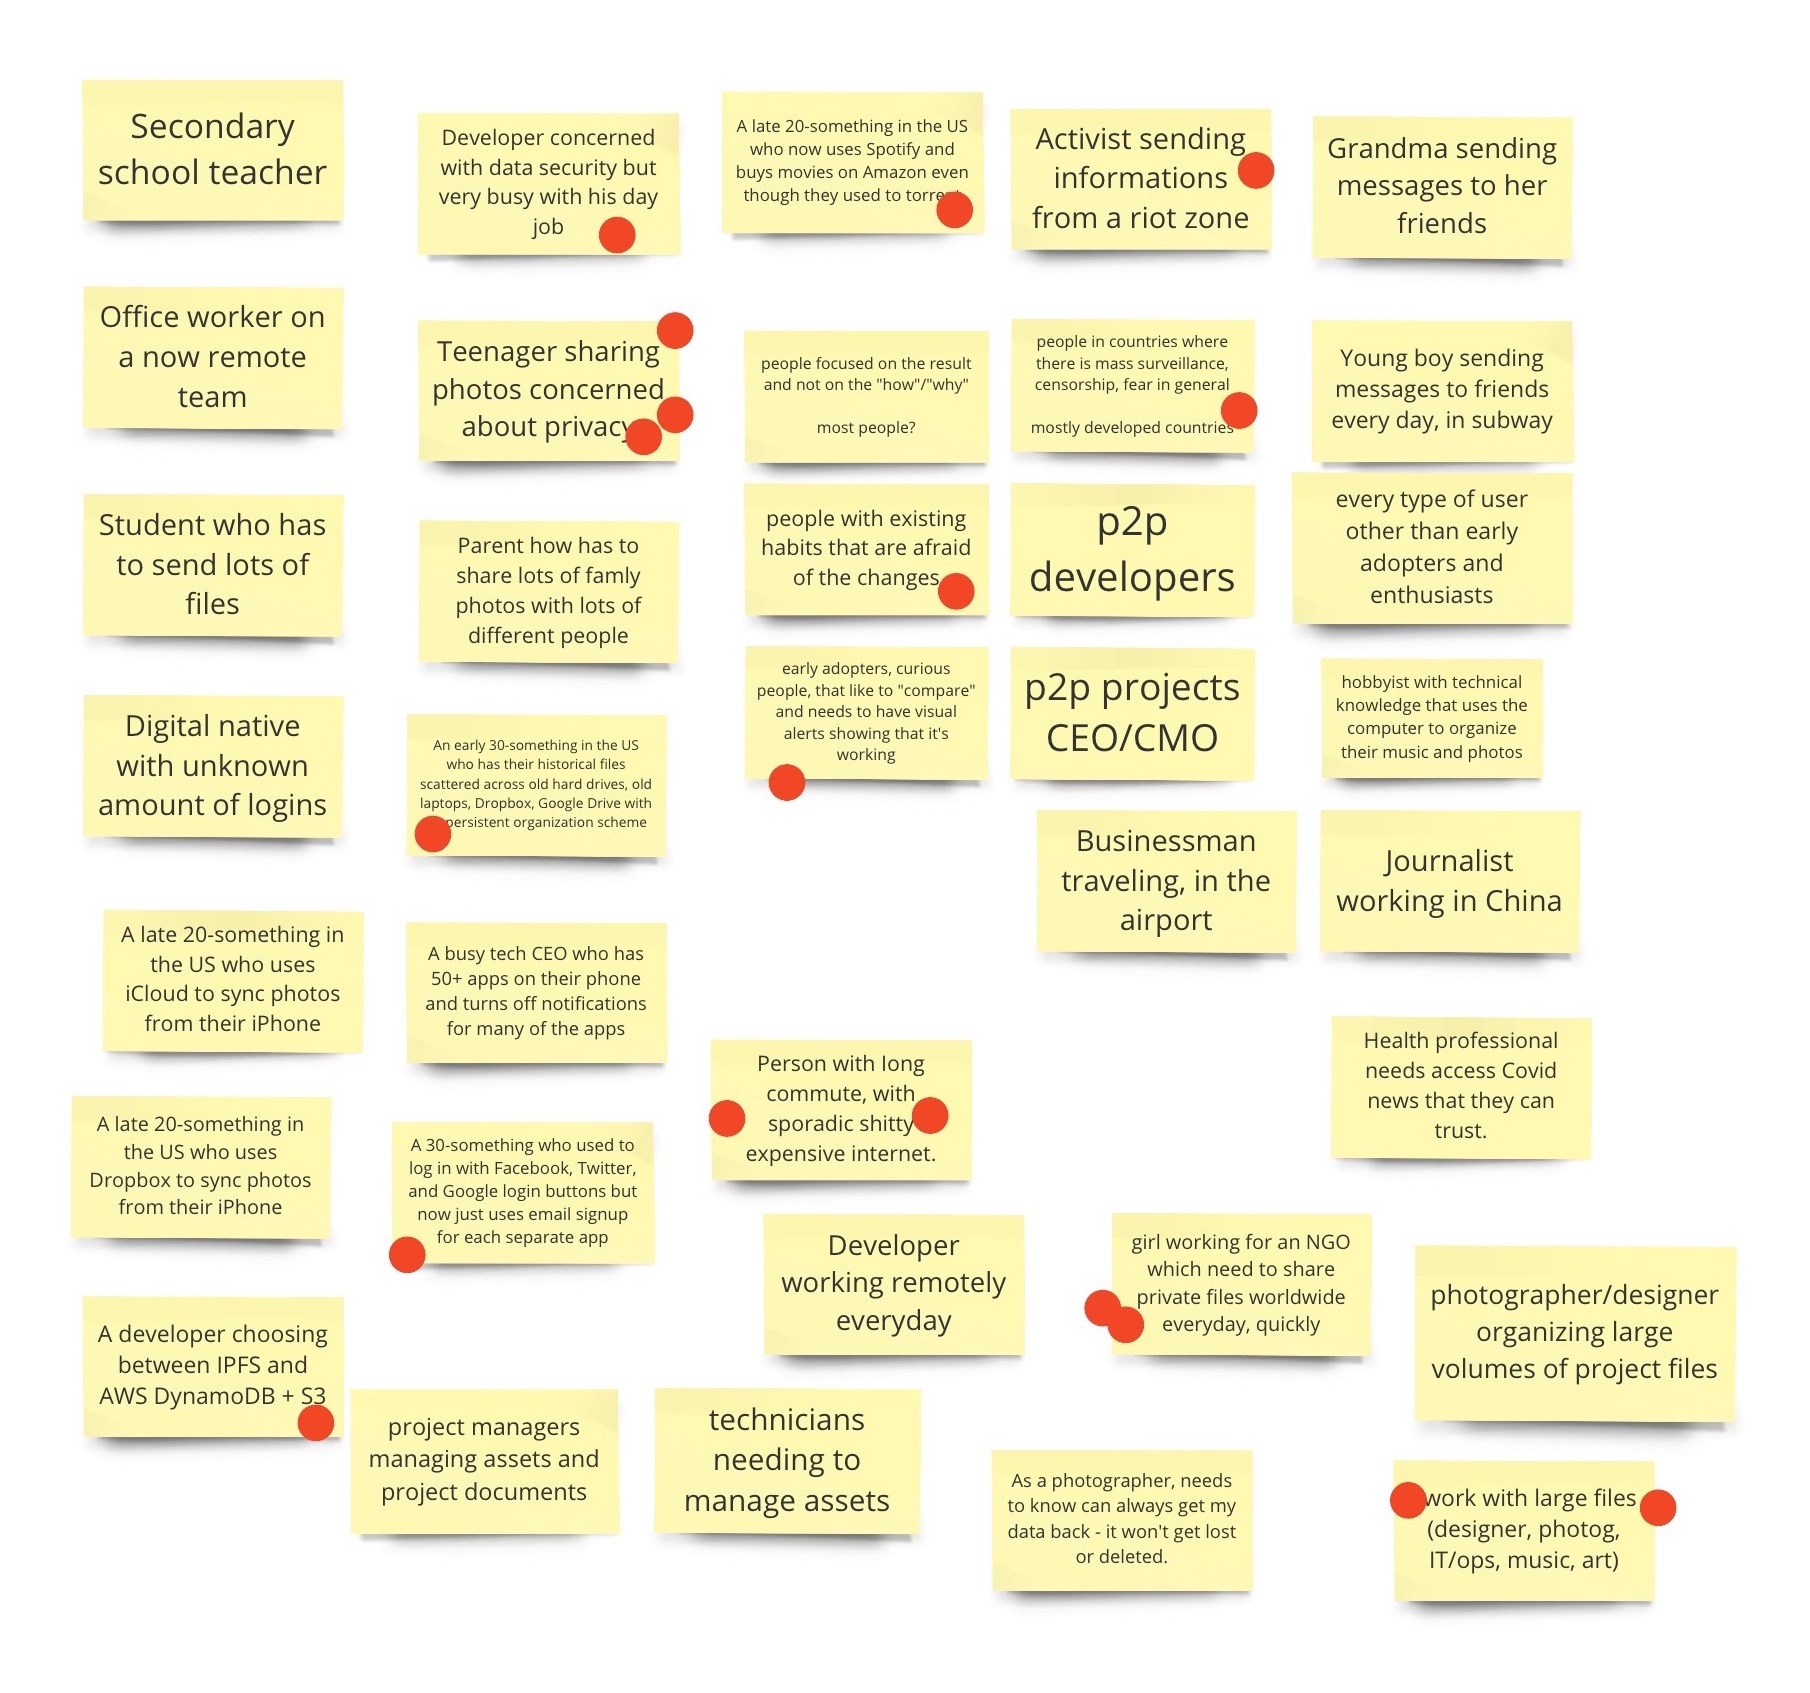 Secondary
school teacher
Developer concerned
with data security but
very busy with his day
job
A late 20-something in the US
who now uses Spotify and
buys movies on Amazon even
though they used to torrent
Activist sending
informations
from a riot zone
Grandma sending
messages to her
friends
Office worker on
a now remote
team
Teenager sharing
photos concerned
about privacy
people focused on the result
and not on the "how"/"why"
most people?
people in countries where
there is mass surveillance,
censorship, fear in general
mostly developed countries
Young boy sending
messages to friends
every day, in subway
Student who has
to send lots of
files
Parent how has to
share lots of famly
photos with lots of
different people
people with existing
habits that are afraid
of the changes
p2p
developers
every type of user
other than early
adopters and
enthusiasts
Digital native
with unknown
amount of logins
An early 30-something in the US
who has their historical files
scattered across old hard drives, old
laptops, Dropbox, Google Drive with
persistent organization scheme
early adopters, curious
people, that like to "compare"
and needs to have visual
alerts showing that it's
working
p2p projects
CEO/CMO
hobbyist with technical
knowledge that uses the
computer to organize
their music and photos
Businessman
traveling, in the
airport
Journalist
working in China
A late 20-something in
the US who uses
iCloud to sync photos
from their iPhone
A busy tech CEO who has
50+ apps on their phone
and turns off notifications
for many of the apps
Person with long
commute, with
sporadic shitty
expensive internet.
Health professional
needs access Covid
news that they can
trust.
A late 20-something in
the US who uses
Dropbox to sync photos
from their iPhone
A 30-something who used to
log in with Facebook, Twitter,
and Google login buttons but
now just uses email signup
for each separate app
Developer
working remotely
everyday
girl working for an NGO
which need to share
private files worldwide
everyday, quickly
photographer/designer
organizing large
volumes of project files
A developer choosing
between IPFS and
AWS DynamoDB + S3
project managers
managing assets and
project documents
technicians
needing to
manage assets
As a photographer, needs
to know can always get my
data back - it won't get lost
or deleted.
work with large files
(designer, photog,
IT/ops, music, art)